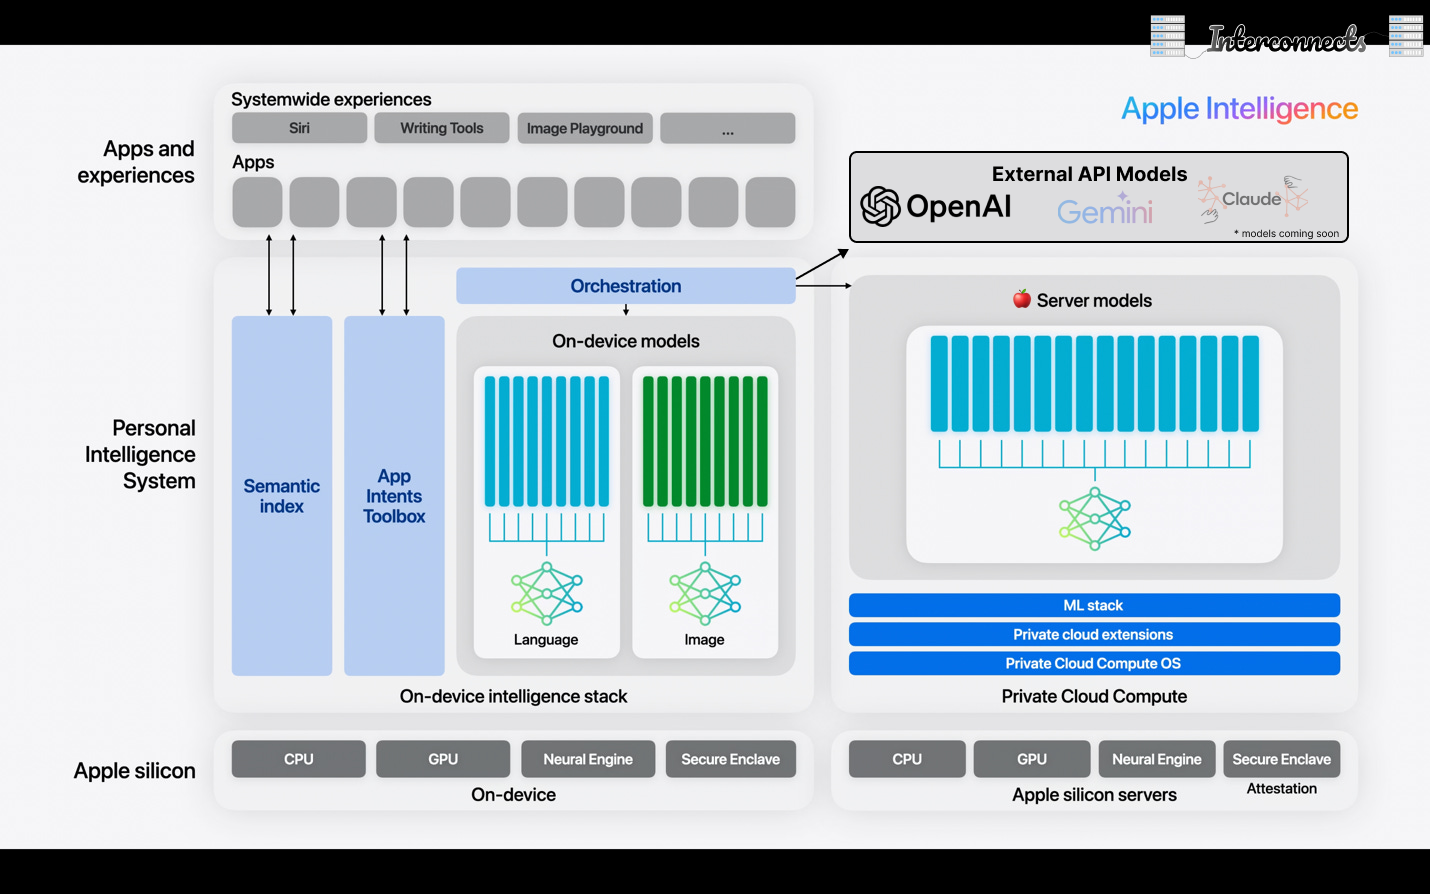 Interconnects
Apple Intelligence
Apps and
experiences
Systemwide experiences
Siri
Writing Tools
Image Playground
...
Apps
External API Models
OpenAI
Gemini
Claude
* models coming soon
Personal
Intelligence
System
Semantic
index
App
Intents
Toolbox
Orchestration
On-device models
Language
Image
On-device intelligence stack
Server models
ML stack
Private cloud extensions
Private Cloud Compute OS
Private Cloud Compute
Apple silicon
CPU
GPU
Neural Engine
Secure Enclave
On-device
CPU
GPU
Neural Engine
Secure Enclave
Attestation
Apple silicon servers